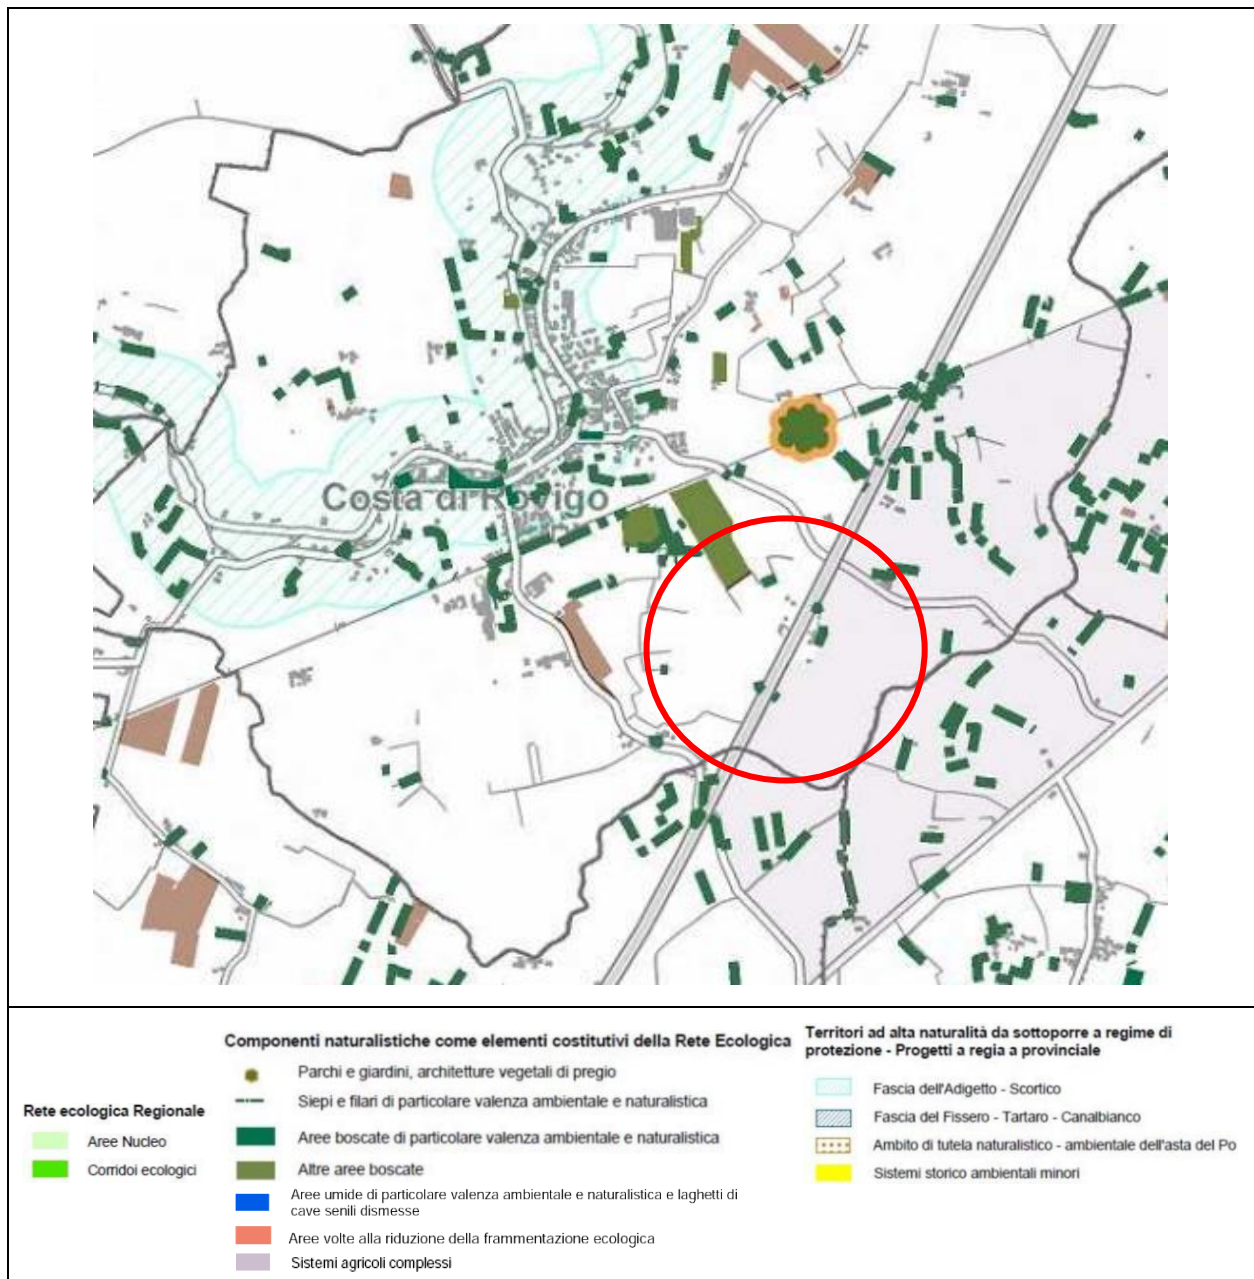 Costa di Rovigo
Rete ecologica Regionale
Aree Nucleo
Corridoi ecologici
Componenti naturalistiche come elementi costitutivi della Rete Ecologica
Parchi e giardini, architetture vegetali di pregio
Siepi e filari di particolare valenza ambientale e naturalistica
Aree boscate di particolare valenza ambientale e naturalistica
Altre aree boscate
Aree umide di particolare valenza ambientale e naturalistica e laghetti di
cave senili dismesse
Aree volte alla riduzione della frammentazione ecologica
Sistemi agricoli complessi
Territori ad alta naturalità da sottoporre a regime di
protezione - Progetti a regia a provinciale
Fascia dell'Adigetto - Scortico
Fascia del Fissero - Tartaro - Canalbianco
Ambito di tutela naturalistico - ambientale dell'asta del Po
Sistemi storico ambientali minori